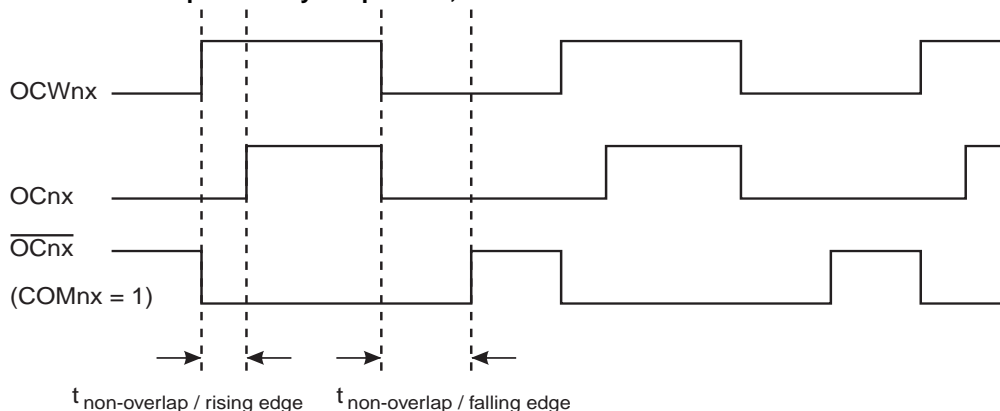 OCWnx
OCnx
OCnx
(COMnx = 1)
t non-overlap / rising edge
t non-overlap / falling edge